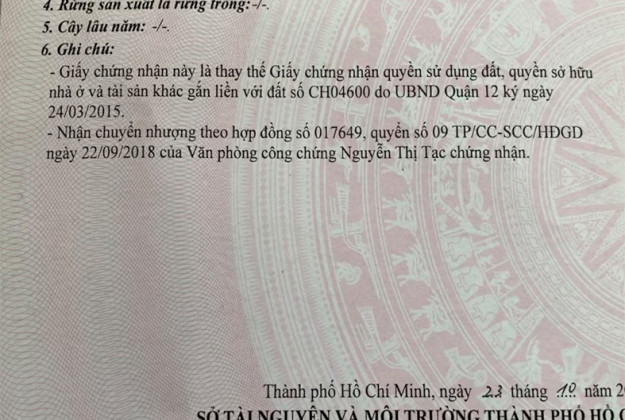 4. Rừng sản xuất là rừng trồng:-/-.
5. Cây lâu năm: -/-.
6. Ghi chú:
- Giấy chứng nhận này là thay thế Giấy chứng nhận quyền sử dụng đất, quyền sở hữu
nhà ở và tài sản khác gắn liền với đất số CH04600 do UBND Quận 12 ký ngày
24/03/2015.
- Nhận chuyển nhượng theo hợp đồng số 017649, quyển số 09 TP/CC-SCC/HĐGD
ngày 22/09/2018 của Văn phòng công chứng Nguyễn Thị Tạc chứng nhận.
Thành phố Hồ Chí Minh, ngày 23 tháng 10 năm 2
SỞ TÀI NGUYÊN VÀ MÔI TRƯỜNG THÀNH PHỐ HỒ